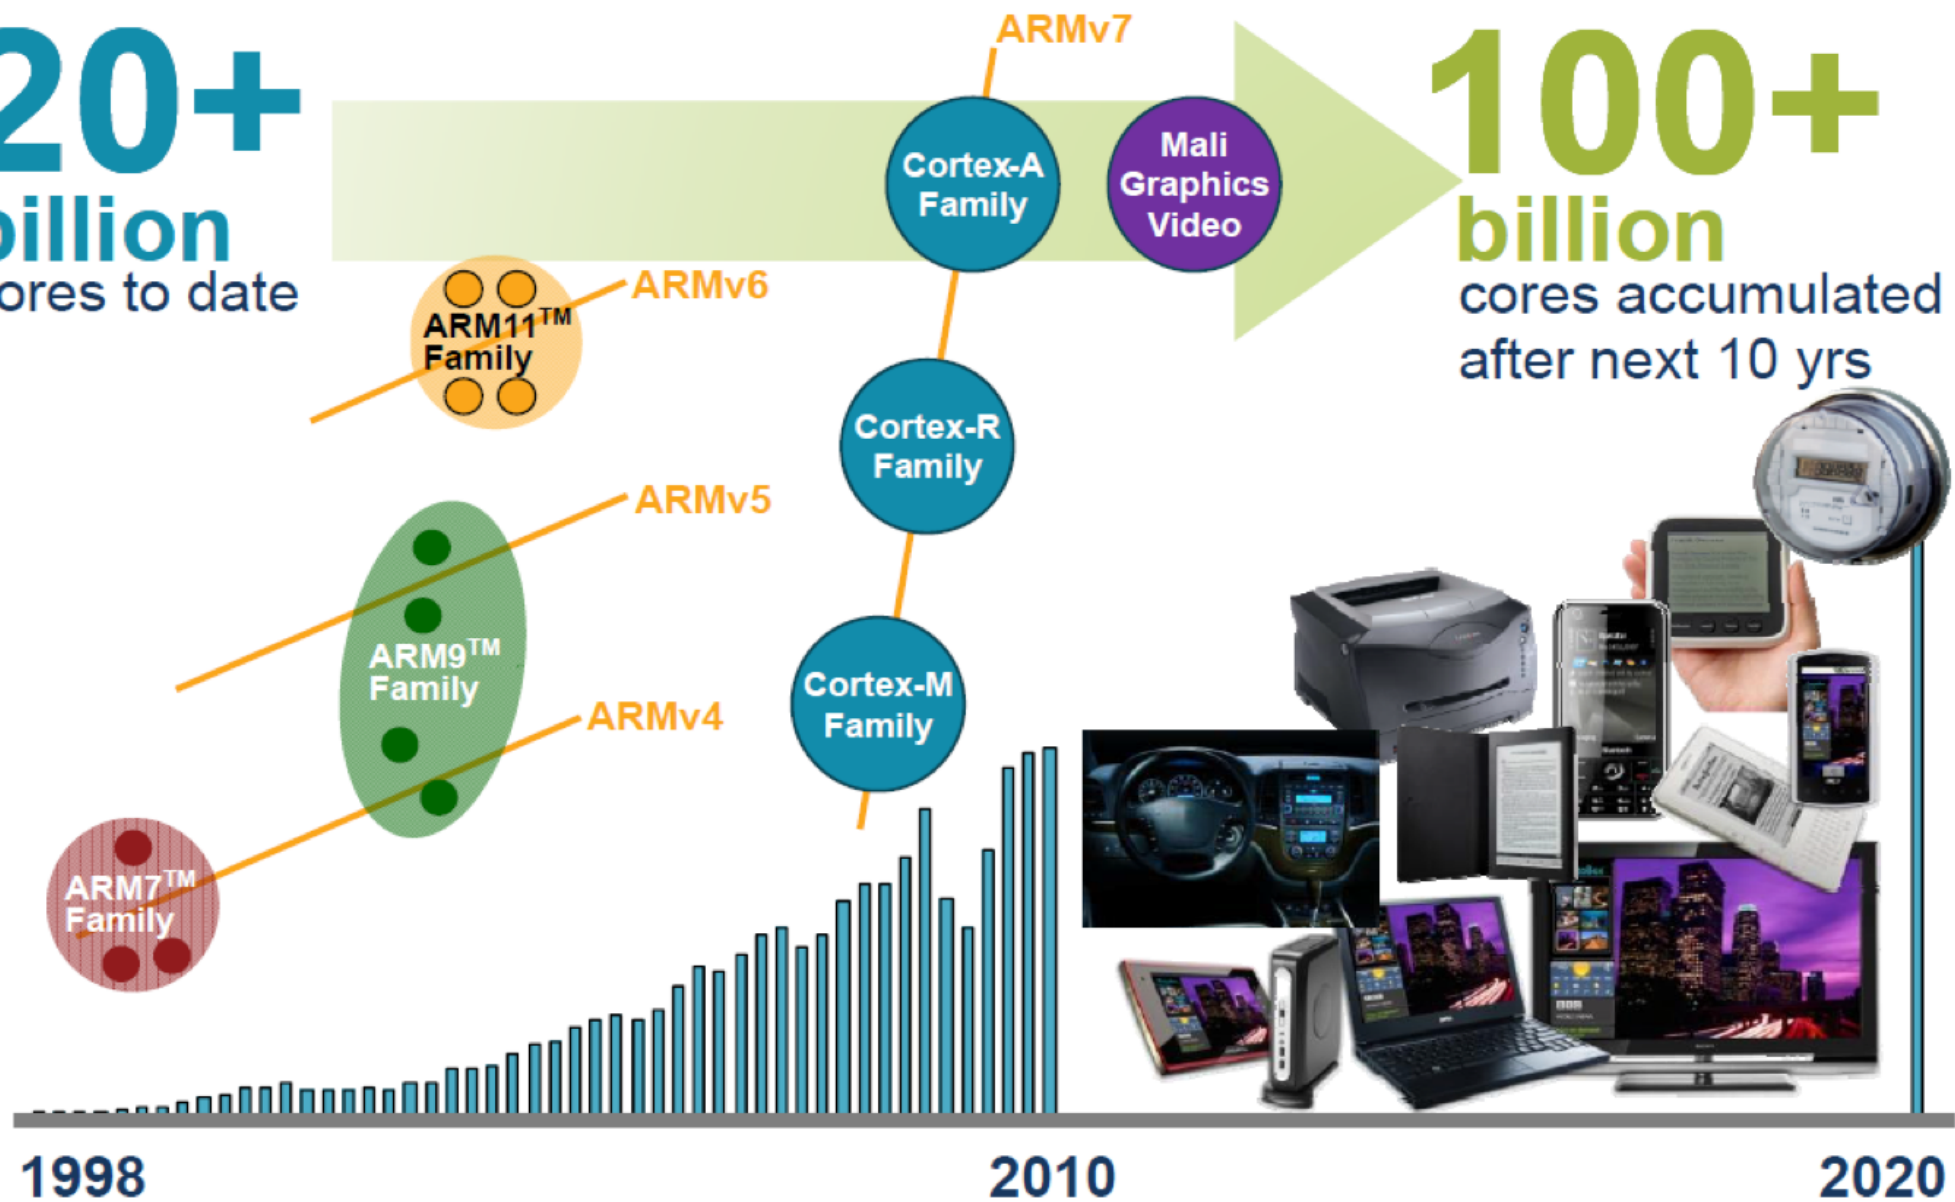 20+
billion
ores to date
ARMv7
100+
billion
cores accumulated
after next 10 yrs
Cortex-A
Family
Mali
Graphics
Video
ARMv6
ARM11™
Family
Cortex-R
Family
ARMv5
ARM9™
Family
Cortex-M
Family
ARMv4
ARM7™
Family
1998
2010
2020